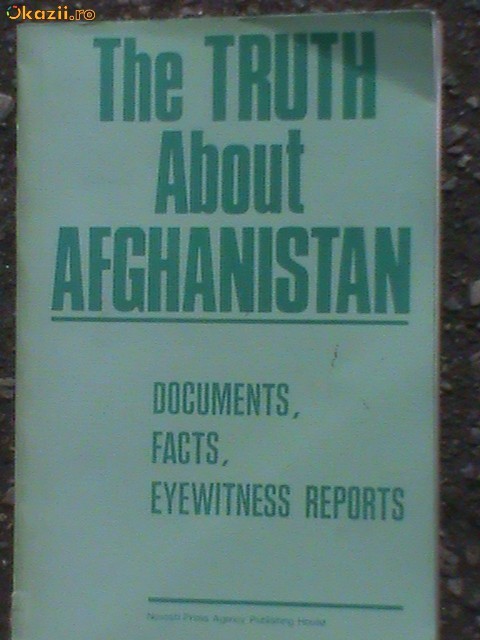 Okazii.ro
The TRUTH
About
AFGHANISTAN
DOCUMENTS,
FACTS,
EYEWITNESS REPORTS
Novosti Press Agency Publishing House